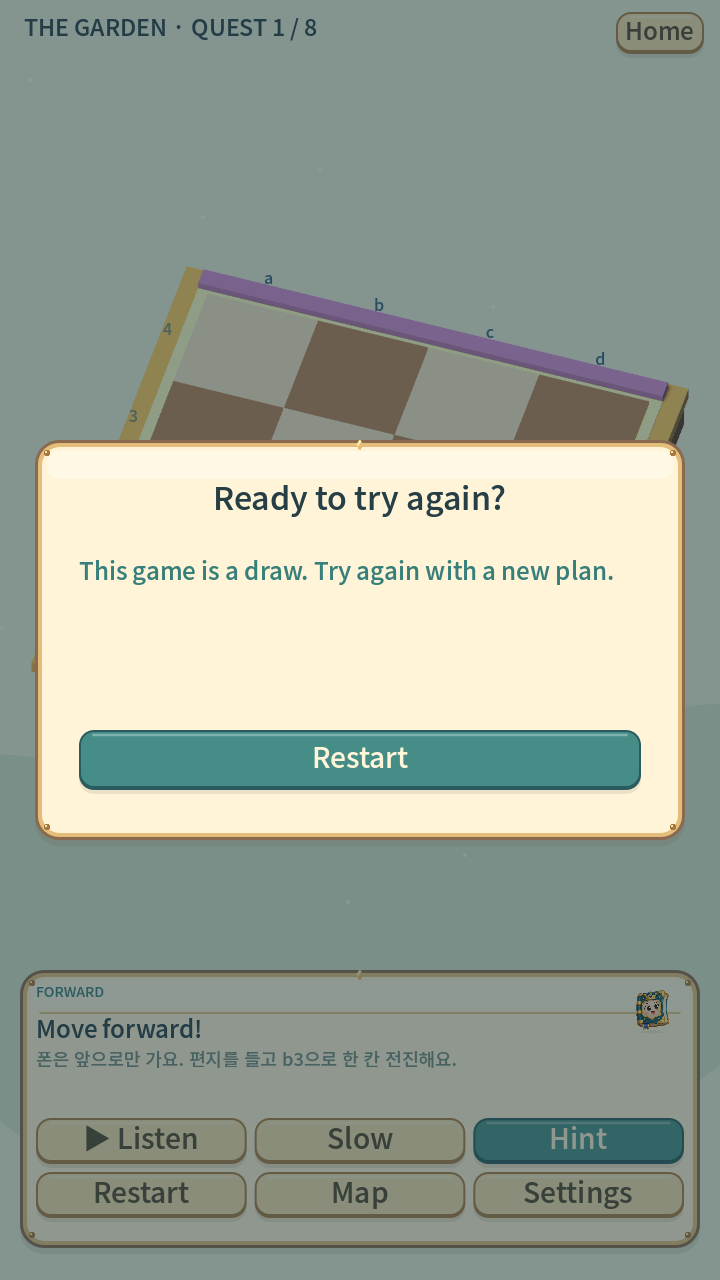 THE GARDEN · QUEST 1 / 8
Home
a
b
c
d
4
3
Ready to try again?
This game is a draw. Try again with a new plan.
Restart
FORWARD
Move forward!
폰은 앞으로만 가요. 편지를 들고 b3으로 한 칸 전진해요.
▶ Listen
Slow
Hint
Restart
Map
Settings